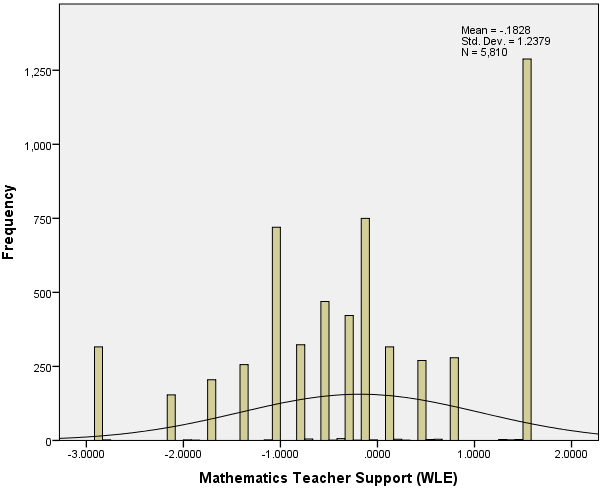 Mean = -.1828
Std. Dev. = 1.2379
N = 5,810
1,250
1,000
750
500
250
0
Frequency
-3.0000 -2.0000 -1.0000 .0000 1.0000 2.0000
Mathematics Teacher Support (WLE)